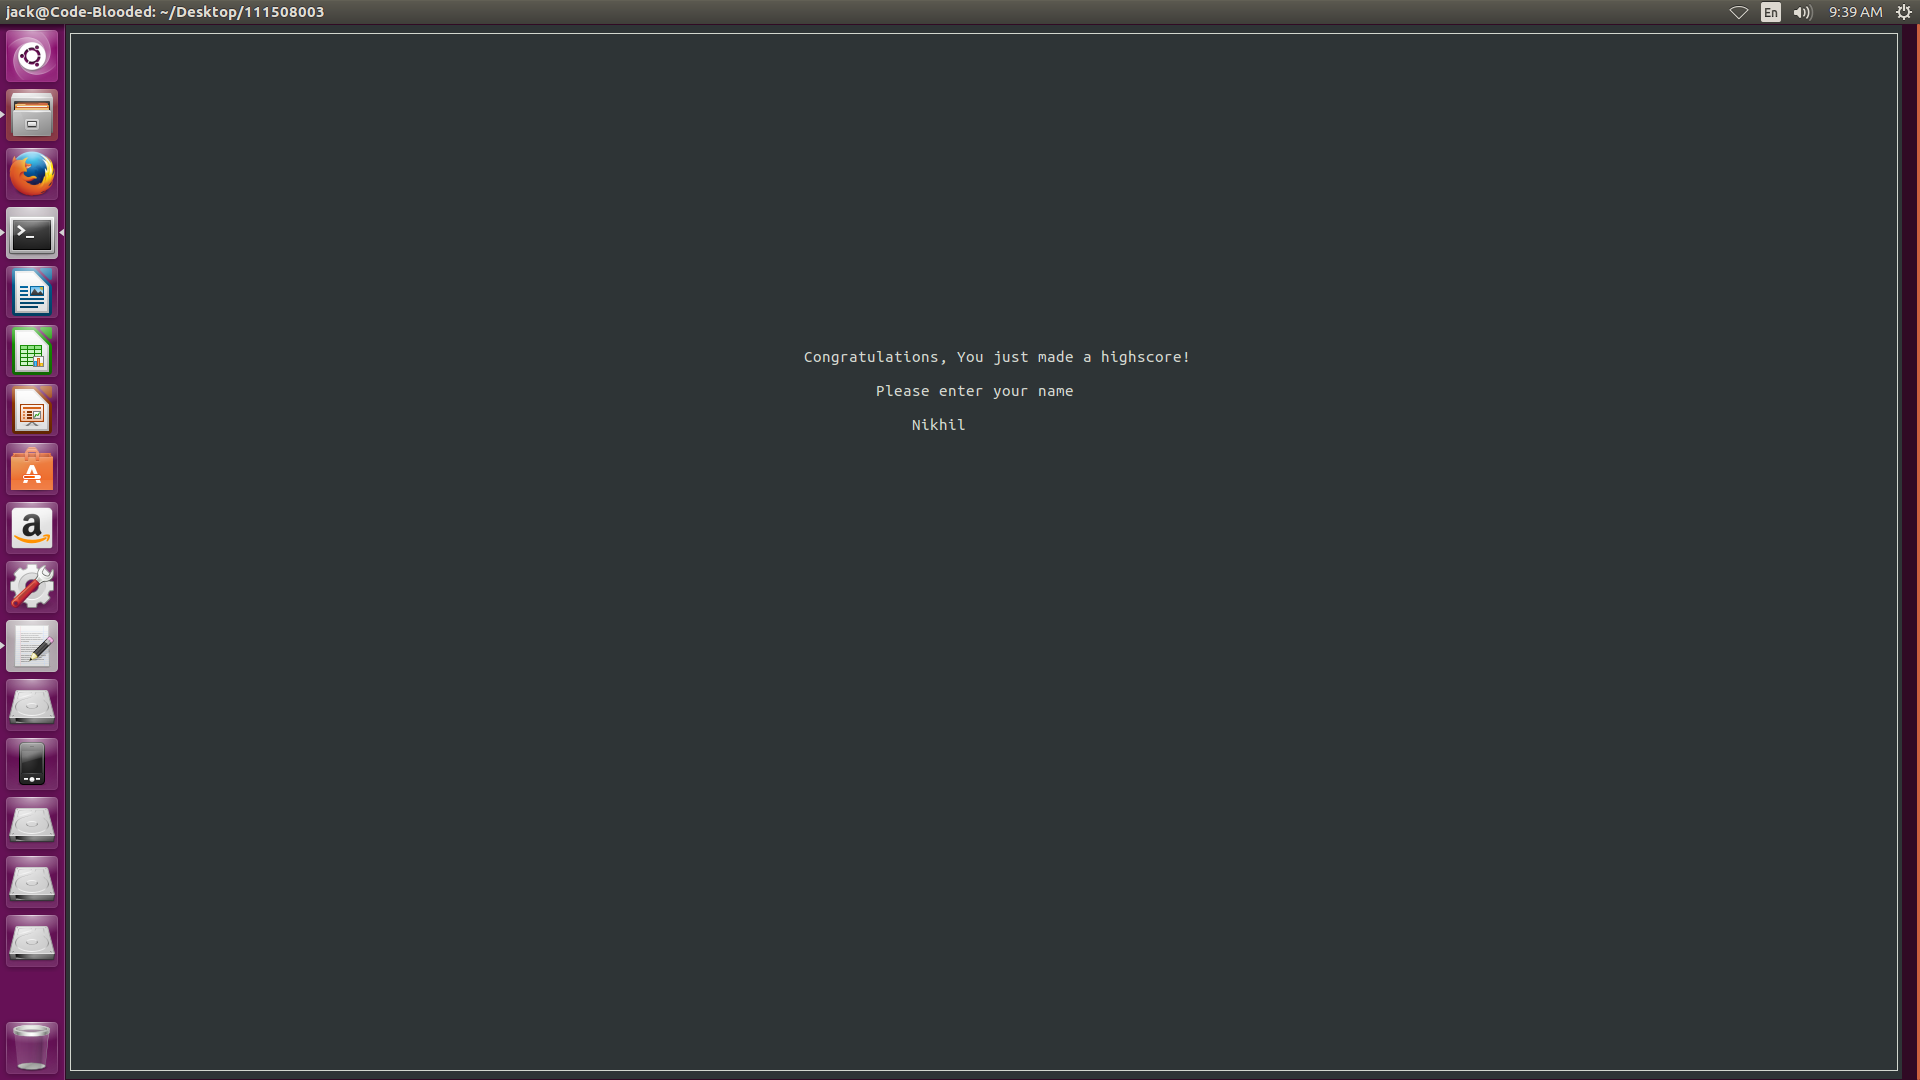 jack@Code-Blooded: ~/Desktop/111508003
En
9:39 AM
Congratulations, You just made a highscore!
Please enter your name
Nikhil